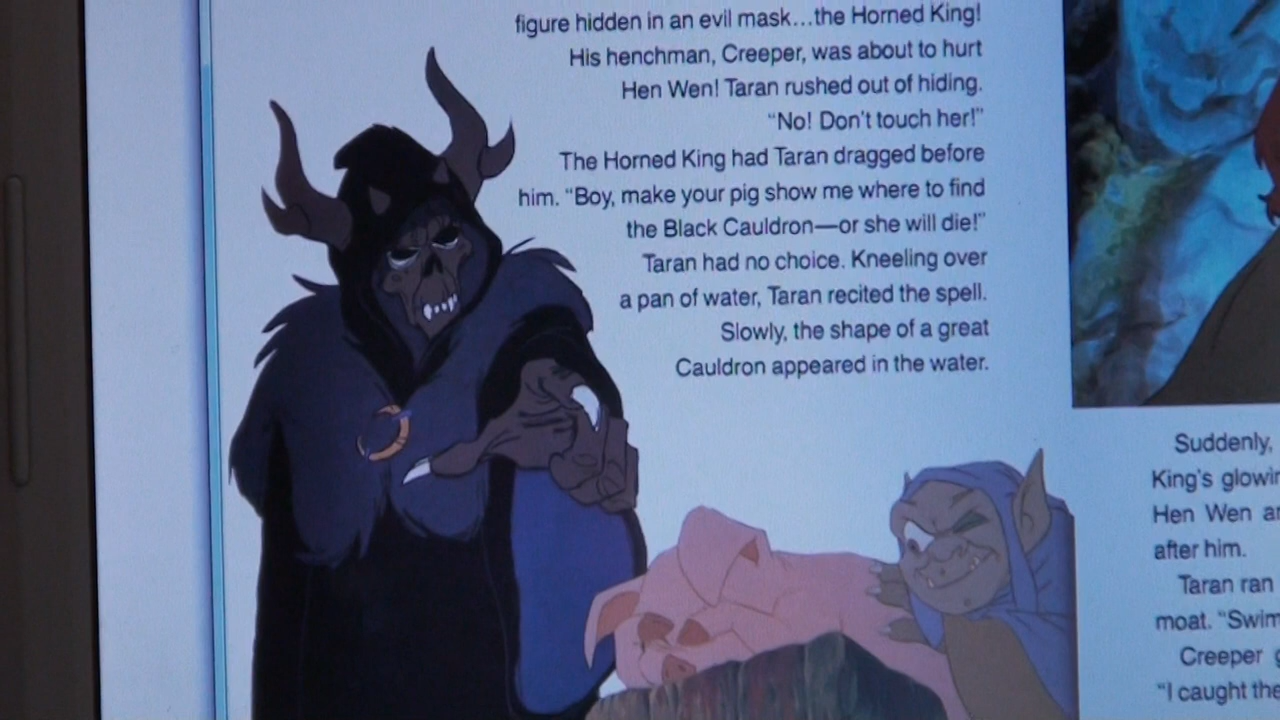 figure hidden in an evil mask...the Horned King!
His henchman, Creeper, was about to hurt
Hen Wen! Taran rushed out of hiding.
“No! Don't touch her!”
The Horned King had Taran dragged before
him. “Boy, make your pig show me where to find
the Black Cauldron—or she will die!”
Taran had no choice. Kneeling over
a pan of water, Taran recited the spell.
Slowly, the shape of a great
Cauldron appeared in the water.
Suddenly,
King's
Hen Wen
after him.
Taran ran
moat. “Swim
Creeper
“I caught the